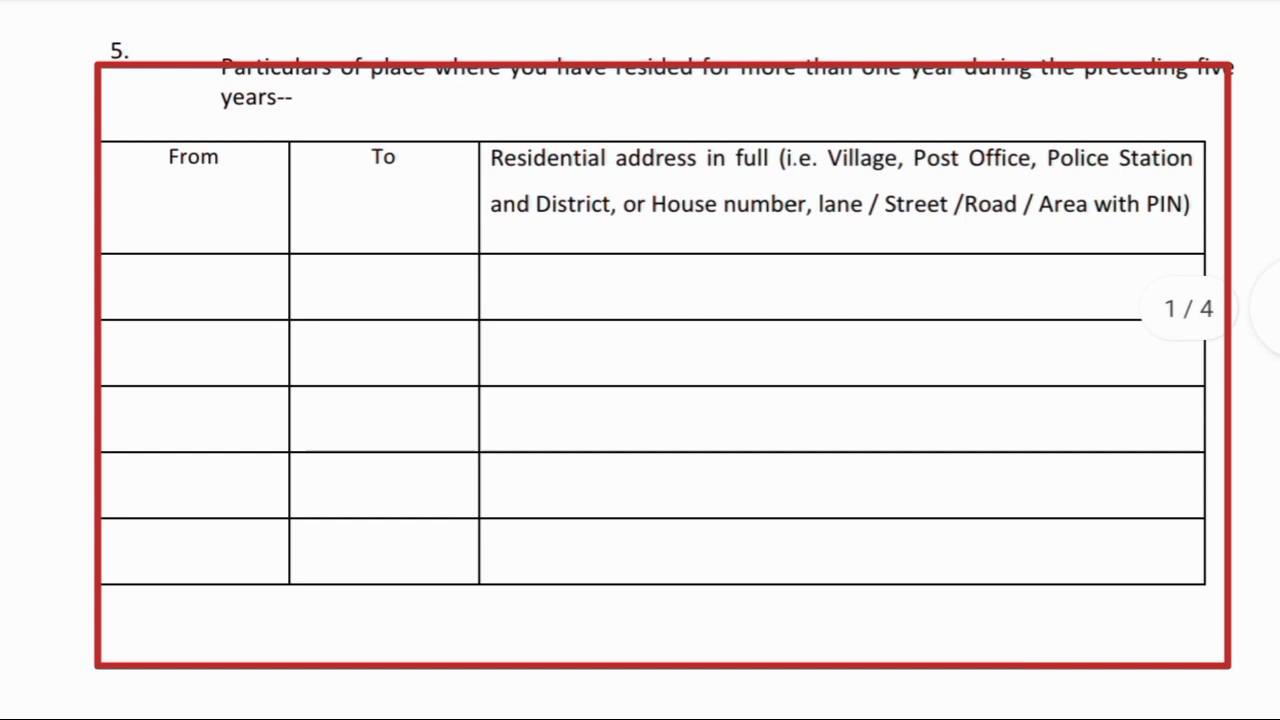 5.
Particulars of place where you have resided for more than one year during the preceding five
years--
From
To
Residential address in full (i.e. Village, Post Office, Police Station
and District, or House number, lane / Street /Road / Area with PIN)
1 / 4